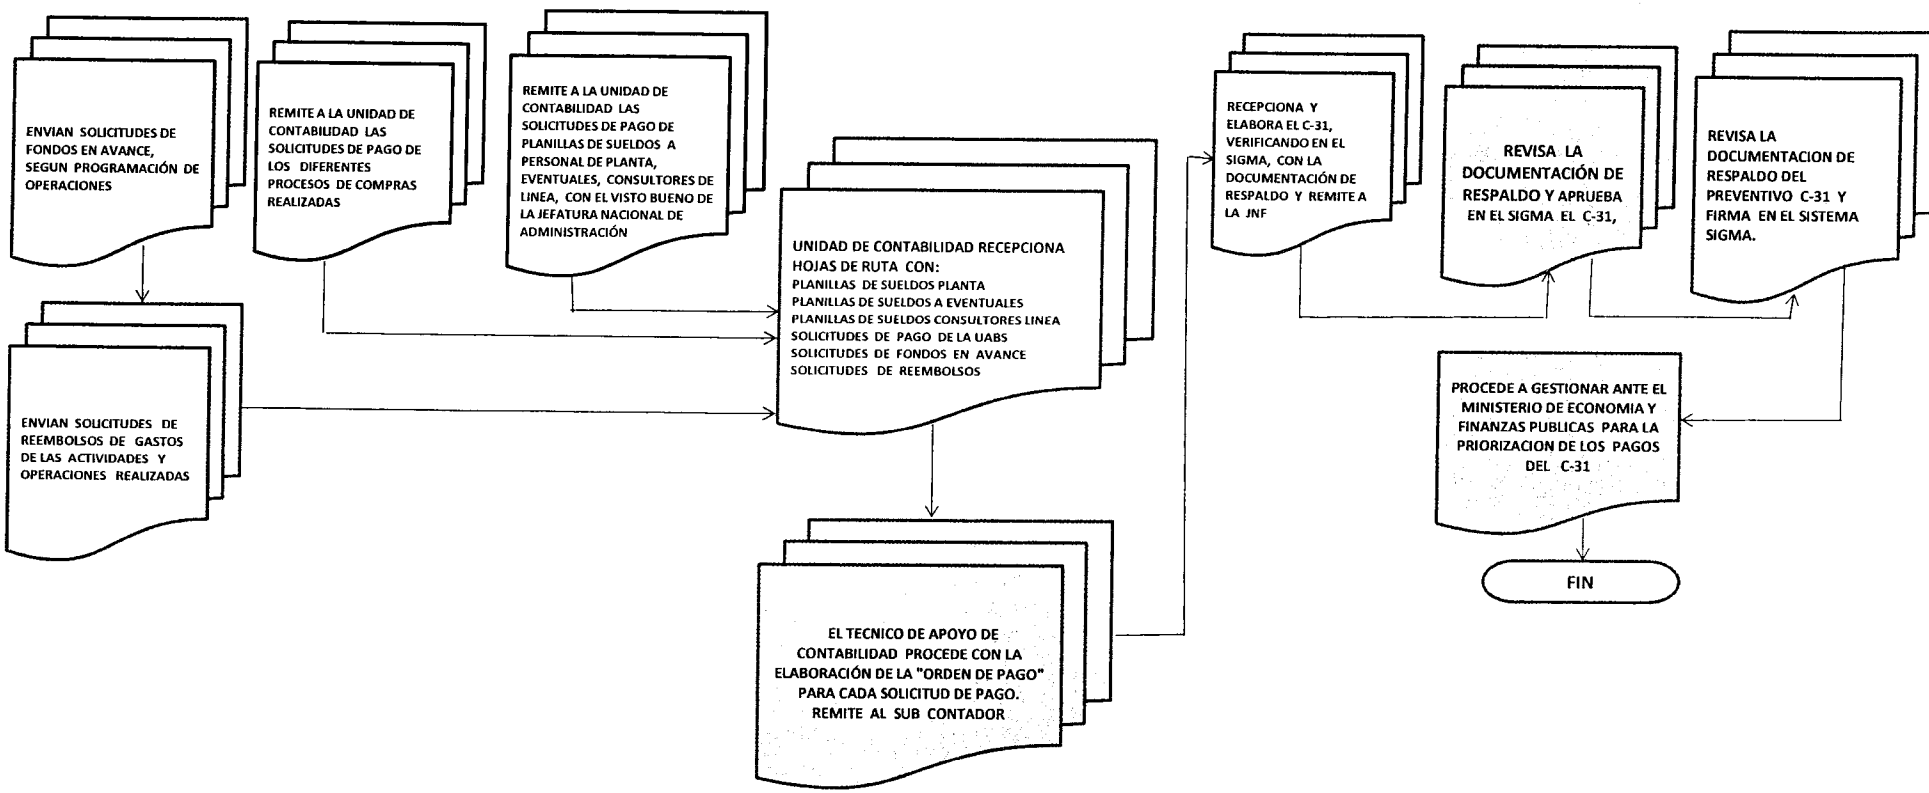 ENVIAN SOLICITUDES DE
FONDOS EN AVANCE,
SEGUN PROGRAMACIÓN DE
OPERACIONES
REMITE A LA UNIDAD DE
CONTABILIDAD LAS
SOLICITUDES DE PAGO DE
LOS DIFERENTES
PROCESOS DE COMPRAS
REALIZADAS
REMITE A LA UNIDAD DE
CONTABILIDAD LAS
SOLICITUDES DE PAGO DE
PLANILLAS DE SUELDOS A
PERSONAL DE PLANTA,
EVENTUALES, CONSULTORES DE
LINEA, CON EL VISTO BUENO DE
LA JEFATURA NACIONAL DE
ADMINISTRACIÓN
ENVIAN SOLICITUDES DE
REEMBOLSOS DE GASTOS
DE LAS ACTIVIDADES Y
OPERACIONES REALIZADAS
UNIDAD DE CONTABILIDAD RECEPCIONA
HOJAS DE RUTA CON:
PLANILLAS DE SUELDOS PLANTA
PLANILLAS DE SUELDOS A EVENTUALES
PLANILLAS DE SUELDOS CONSULTORES LINEA
SOLICITUDES DE PAGO DE LA UABS
SOLICITUDES DE FONDOS EN AVANCE
SOLICITUDES DE REEMBOLSOS
EL TECNICO DE APOYO DE
CONTABILIDAD PROCEDE CON LA
ELABORACIÓN DE LA "ORDEN DE PAGO"
PARA CADA SOLICITUD DE PAGO.
REMITE AL SUB CONTADOR
RECEPCIONA Y
ELABORA EL C-31,
VERIFICANDO EN EL
SIGMA, CON LA
DOCUMENTACIÓN DE
RESPALDO Y REMITE A
LA JNF
REVISA LA
DOCUMENTACIÓN DE
RESPALDO Y APRUEBA
EN EL SIGMA EL C-31,
REVISA LA
DOCUMENTACION DE
RESPALDO DEL
PREVENTIVO C-31 Y
FIRMA EN EL SISTEMA
SIGMA.
PROCEDE A GESTIONAR ANTE EL
MINISTERIO DE ECONOMIA Y
FINANZAS PUBLICAS PARA LA
PRIORIZACION DE LOS PAGOS
DEL C-31
FIN